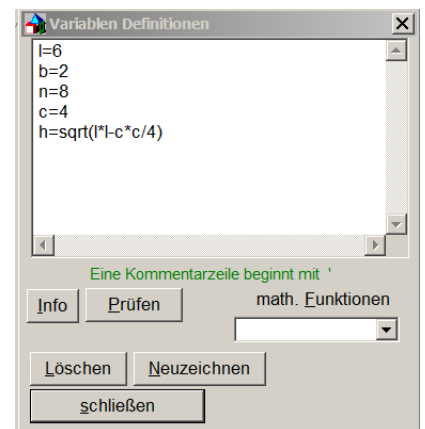 Variablen Definitionen
l=6
b=2
n=8
c=4
h=sqrt(l*l-c*c/4)
Eine Kommentarzeile beginnt mit '
Info Prüfen math. Funktionen
Löschen Neuzeichnen
schließen